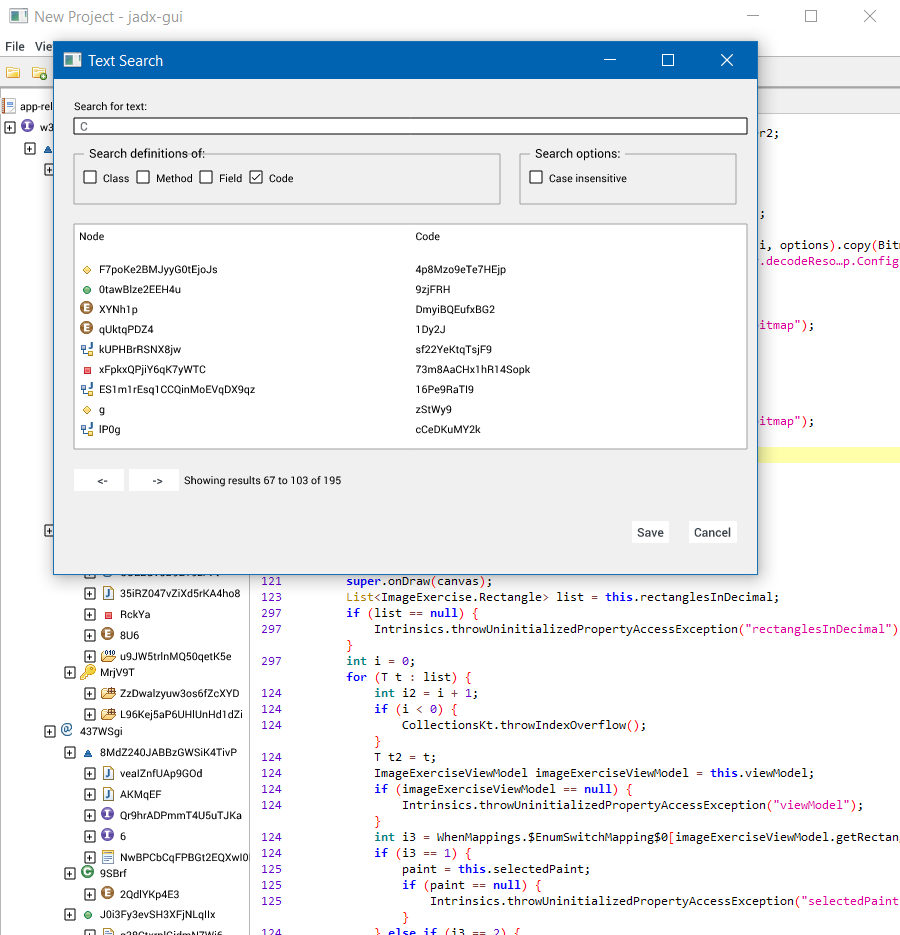 New Project - jadx-gui
File Vie
Text Search
app-rel
w3
Search for text:
C
Search definitions of:
Class Method Field Code
Search options:
Case insensitive
Node Code
F7poKe2BMJyyG0tEjoJs 4p8Mzo9eTe7HEjp
0tawBlze2EEH4u 9zjFRH
XYNh1p DmyiBQEufxBG2
qUktqPDZ4 1Dy2J
kUPHBrRSNX8jw sf22YeKtqTsjF9
xFpkxQPjiY6qK7yWTC 73m8AaCHx1hR14Sopk
ES1m1rEsq1CCQinMoEVqDX9qz 16Pe9RaTl9
g zStWy9
lP0g cCeDKuMY2k
<- -> Showing results 67 to 103 of 195
Save Cancel
r2;
;
i, options).copy(Bitm
.decodeReso…p.Config
itmap");
itmap");
35iRZ047vZiXd5rKA4ho8
RckYa
8U6
u9JW5trlnMQ50qetK5e
MrjV9T
ZzDwaIzyuw3os6fZcXYD
L96Kej5aP6UHlUnHd1dZi
437WSgi
8MdZ240JABBzGWSiK4TivP
vealZnfUAp9GOd
AKMqEF
Qr9hrADPmmT4U5uTJKa
6
NwBPCbCqFPBGt2EQXwI0
9SBrf
2QdlYKp4E3
J0i3Fy3evSH3XFjNLqIIx
121 super.onDraw(canvas);
123 List<ImageExercise.Rectangle> list = this.rectanglesInDecimal;
297 if (list == null) {
297 Intrinsics.throwUninitializedPropertyAccessException("rectanglesInDecimal")
}
297 int i = 0;
for (T t : list) {
124 int i2 = i + 1;
124 if (i < 0) {
124 CollectionsKt.throwIndexOverflow();
}
124 T t2 = t;
124 ImageExerciseViewModel imageExerciseViewModel = this.viewModel;
124 if (imageExerciseViewModel == null) {
124 Intrinsics.throwUninitializedPropertyAccessException("viewModel");
}
124 int i3 = WhenMappings.$EnumSwitchMapping$0[imageExerciseViewModel.getRectan
124 if (i3 == 1) {
125 paint = this.selectedPaint;
125 if (paint == null) {
125 Intrinsics.throwUninitializedPropertyAccessException("selectedPaint
}
124 } else if (i3 == 2) {